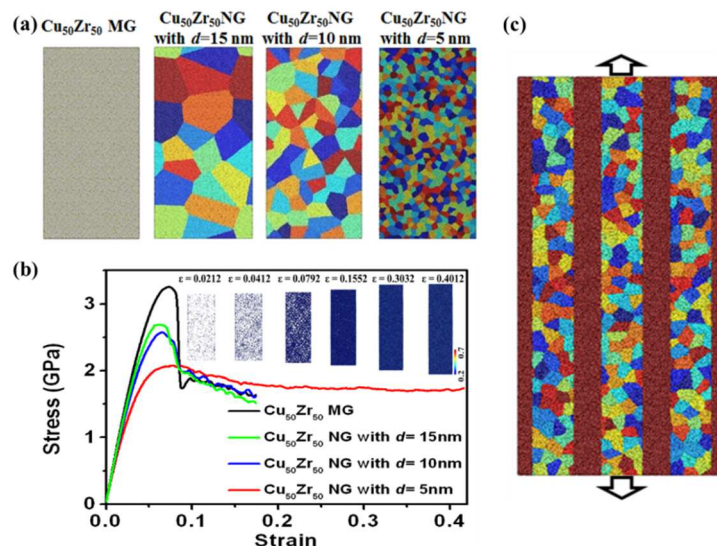 (a)
Cu50Zr50 MG
Cu50Zr50NG
with d=15 nm
Cu50Zr50NG
with d=10nm
Cu50Zr50NG
with d=5 nm
(b)
ε = 0.0212 ε = 0.0412 ε = 0.0792 ε = 0.1552 ε = 0.3032 ε = 0.4012
0.2 0.7
Stress (GPa)
3
2
1
0
Cu50Zr50 MG
Cu50Zr50 NG with d= 15nm
Cu50Zr50 NG with d= 10nm
Cu50Zr50 NG with d= 5nm
0.0 0.1 0.2 0.3 0.4
Strain
(c)